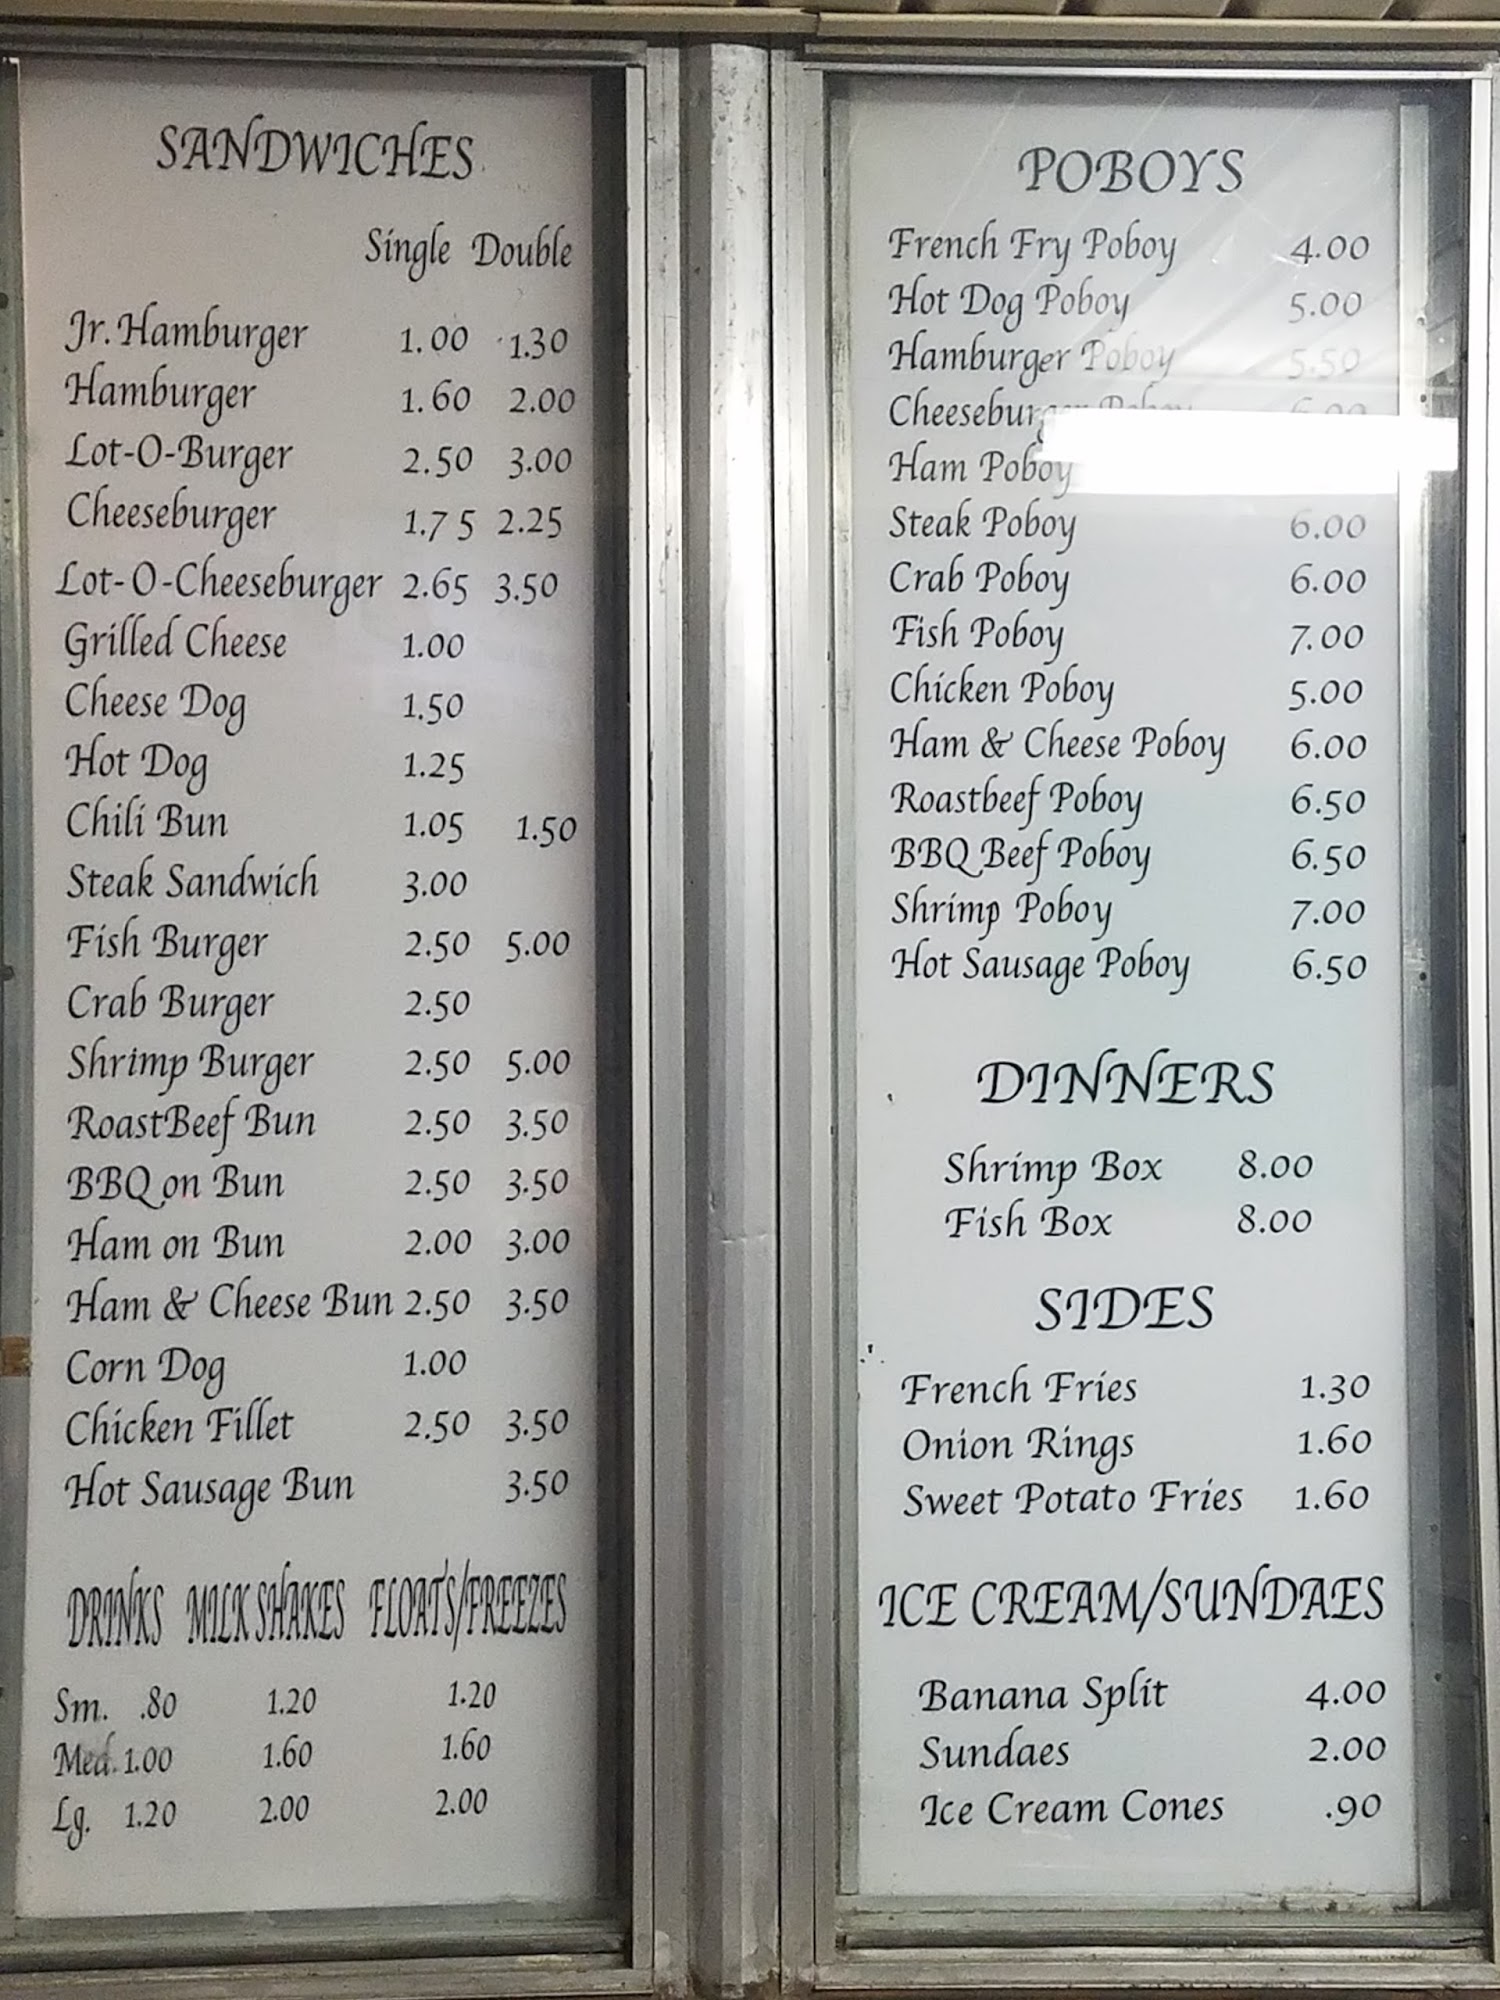 SANDWICHES
Single Double
Jr. Hamburger 1.00 1.30
Hamburger 1.60 2.00
Lot-O-Burger 2.50 3.00
Cheeseburger 1.75 2.25
Lot-O-Cheeseburger 2.65 3.50
Grilled Cheese 1.00
Cheese Dog 1.50
Hot Dog 1.25
Chili Bun 1.05 1.50
Steak Sandwich 3.00
Fish Burger 2.50 5.00
Crab Burger 2.50
Shrimp Burger 2.50 5.00
RoastBeef Bun 2.50 3.50
BBQ on Bun 2.50 3.50
Ham on Bun 2.00 3.00
Ham & Cheese Bun 2.50 3.50
Corn Dog 1.00
Chicken Fillet 2.50 3.50
Hot Sausage Bun 3.50
DRINKS MILK SHAKES FLOATS/FREEZES
Sm. .80 1.20 1.20
Med. 1.00 1.60 1.60
Lg. 1.20 2.00 2.00
POBOYS
French Fry Poboy 4.00
Hot Dog Poboy 5.00
Hamburger Poboy 5.50
Cheeseburger Poboy 6.00
Ham Poboy
Steak Poboy 6.00
Crab Poboy 6.00
Fish Poboy 7.00
Chicken Poboy 5.00
Ham & Cheese Poboy 6.00
Roastbeef Poboy 6.50
BBQ Beef Poboy 6.50
Shrimp Poboy 7.00
Hot Sausage Poboy 6.50
DINNERS
Shrimp Box 8.00
Fish Box 8.00
SIDES
French Fries 1.30
Onion Rings 1.60
Sweet Potato Fries 1.60
ICE CREAM/SUNDAES
Banana Split 4.00
Sundaes 2.00
Ice Cream Cones .90